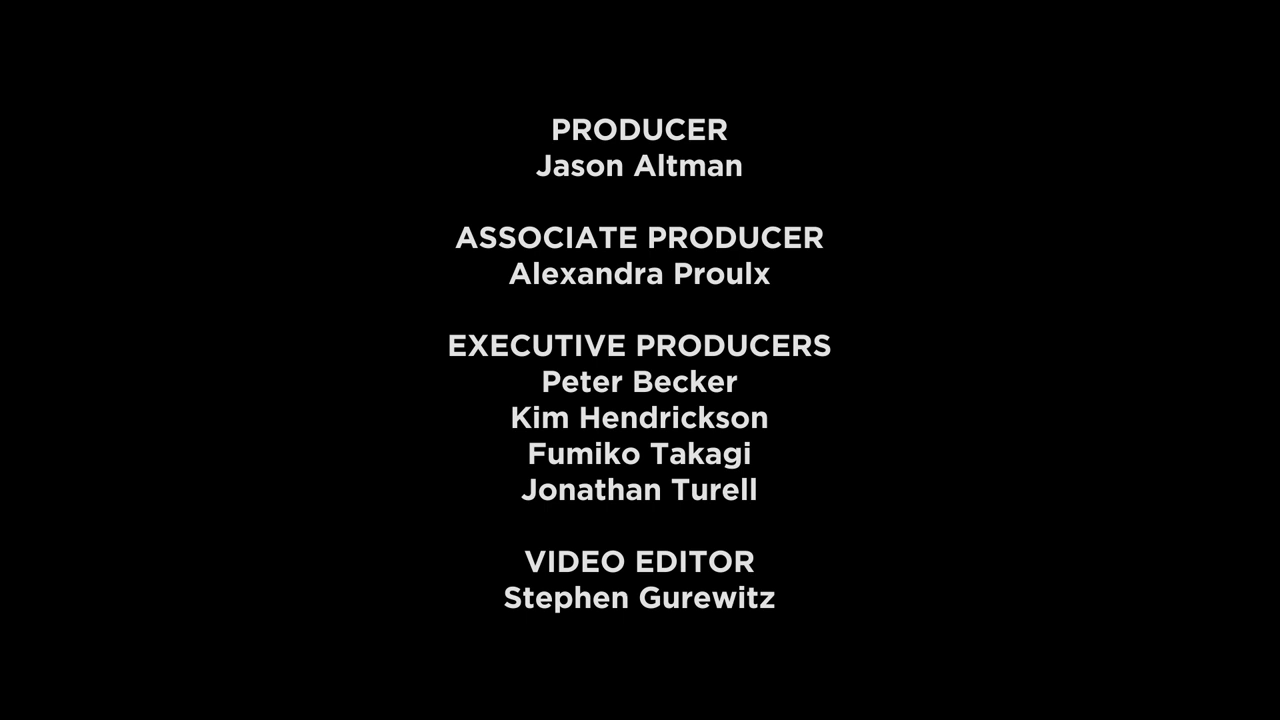 PRODUCER
Jason Altman
ASSOCIATE PRODUCER
Alexandra Proulx
EXECUTIVE PRODUCERS
Peter Becker
Kim Hendrickson
Fumiko Takagi
Jonathan Turell
VIDEO EDITOR
Stephen Gurewitz